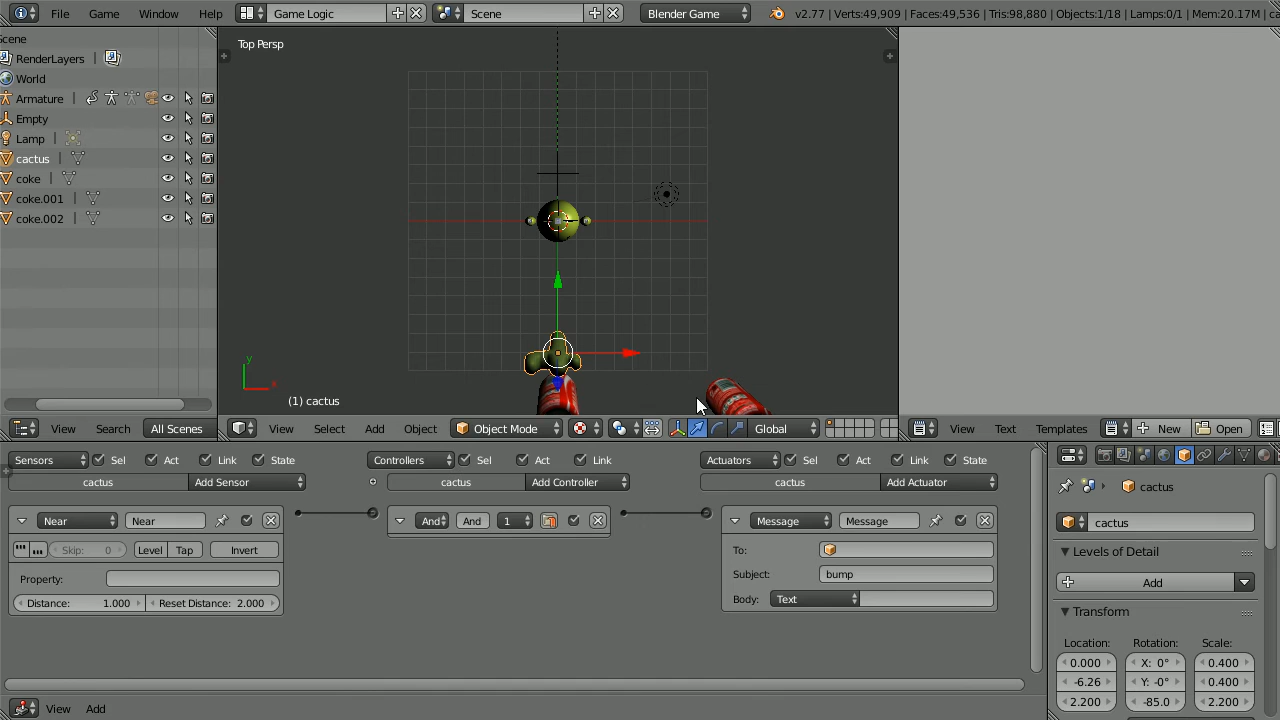 File Game Window Help Game Logic Scene Blender Game v2.77 | Verts:49,909 | Faces:49,536 | Tris:98,880 | Objects:1/18 | Lamps:0/1 | Mem:20.17M
Scene
RenderLayers
World
Armature
Empty
Lamp
cactus
coke
coke.001
coke.002
View Search All Scenes
Top Persp
y
x
(1) cactus
View Select Add Object Object Mode Global
View Text Templates New Open
Sensors Sel Act Link State
cactus Add Sensor
Near Near
Skip: 0 Level Tap Invert
Property:
Distance: 1.000 Reset Distance: 2.000
Controllers Sel Act Link
cactus Add Controller
And And 1
Actuators Sel Act Link State
cactus Add Actuator
Message Message
To:
Subject: bump
Body: Text
View Add
cactus
cactus
Levels of Detail
Add
Transform
Location: Rotation: Scale:
0.000 X: 0° 0.400
-6.26 Y: -0° 0.400
2.200 -85.0 2.200